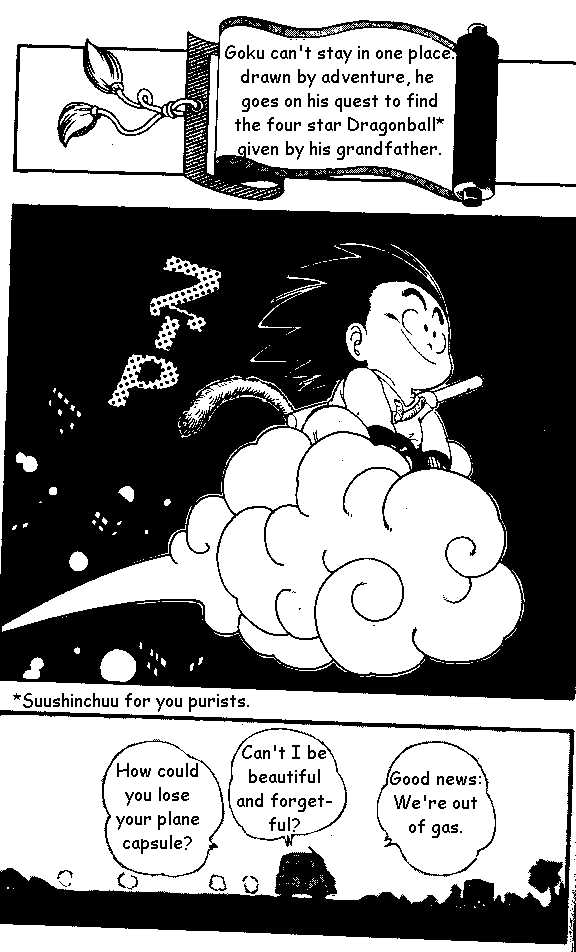 Goku can't stay in one place.
drawn by adventure, he
goes on his quest to find
the four star Dragonball*
given by his grandfather.
ZIP
*Suushinchuu for you purists.
How could
you lose
your plane
capsule?
Can't I be
beautiful
and forget-
ful?
Good news:
We're out
of gas.